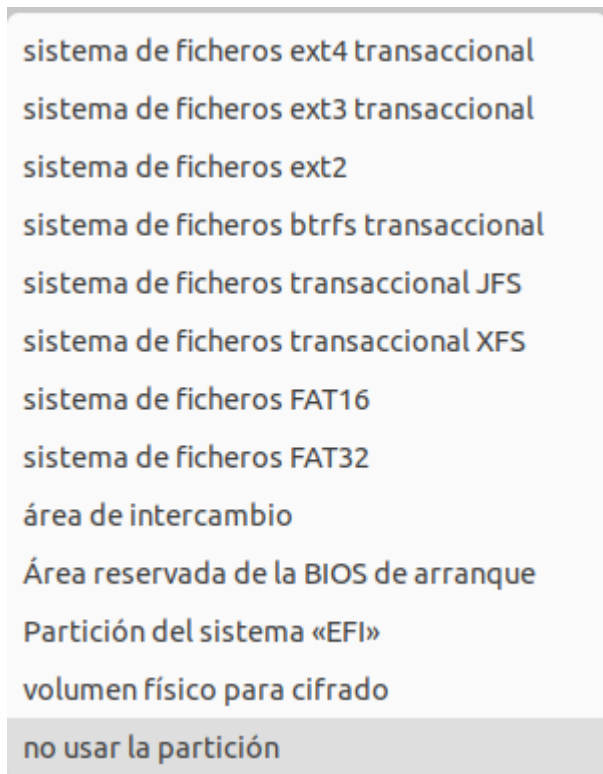 sistema de ficheros ext4 transaccional
sistema de ficheros ext3 transaccional
sistema de ficheros ext2
sistema de ficheros btrfs transaccional
sistema de ficheros transaccional JFS
sistema de ficheros transaccional XFS
sistema de ficheros FAT16
sistema de ficheros FAT32
área de intercambio
Área reservada de la BIOS de arranque
Partición del sistema «EFI»
volumen físico para cifrado
no usar la partición